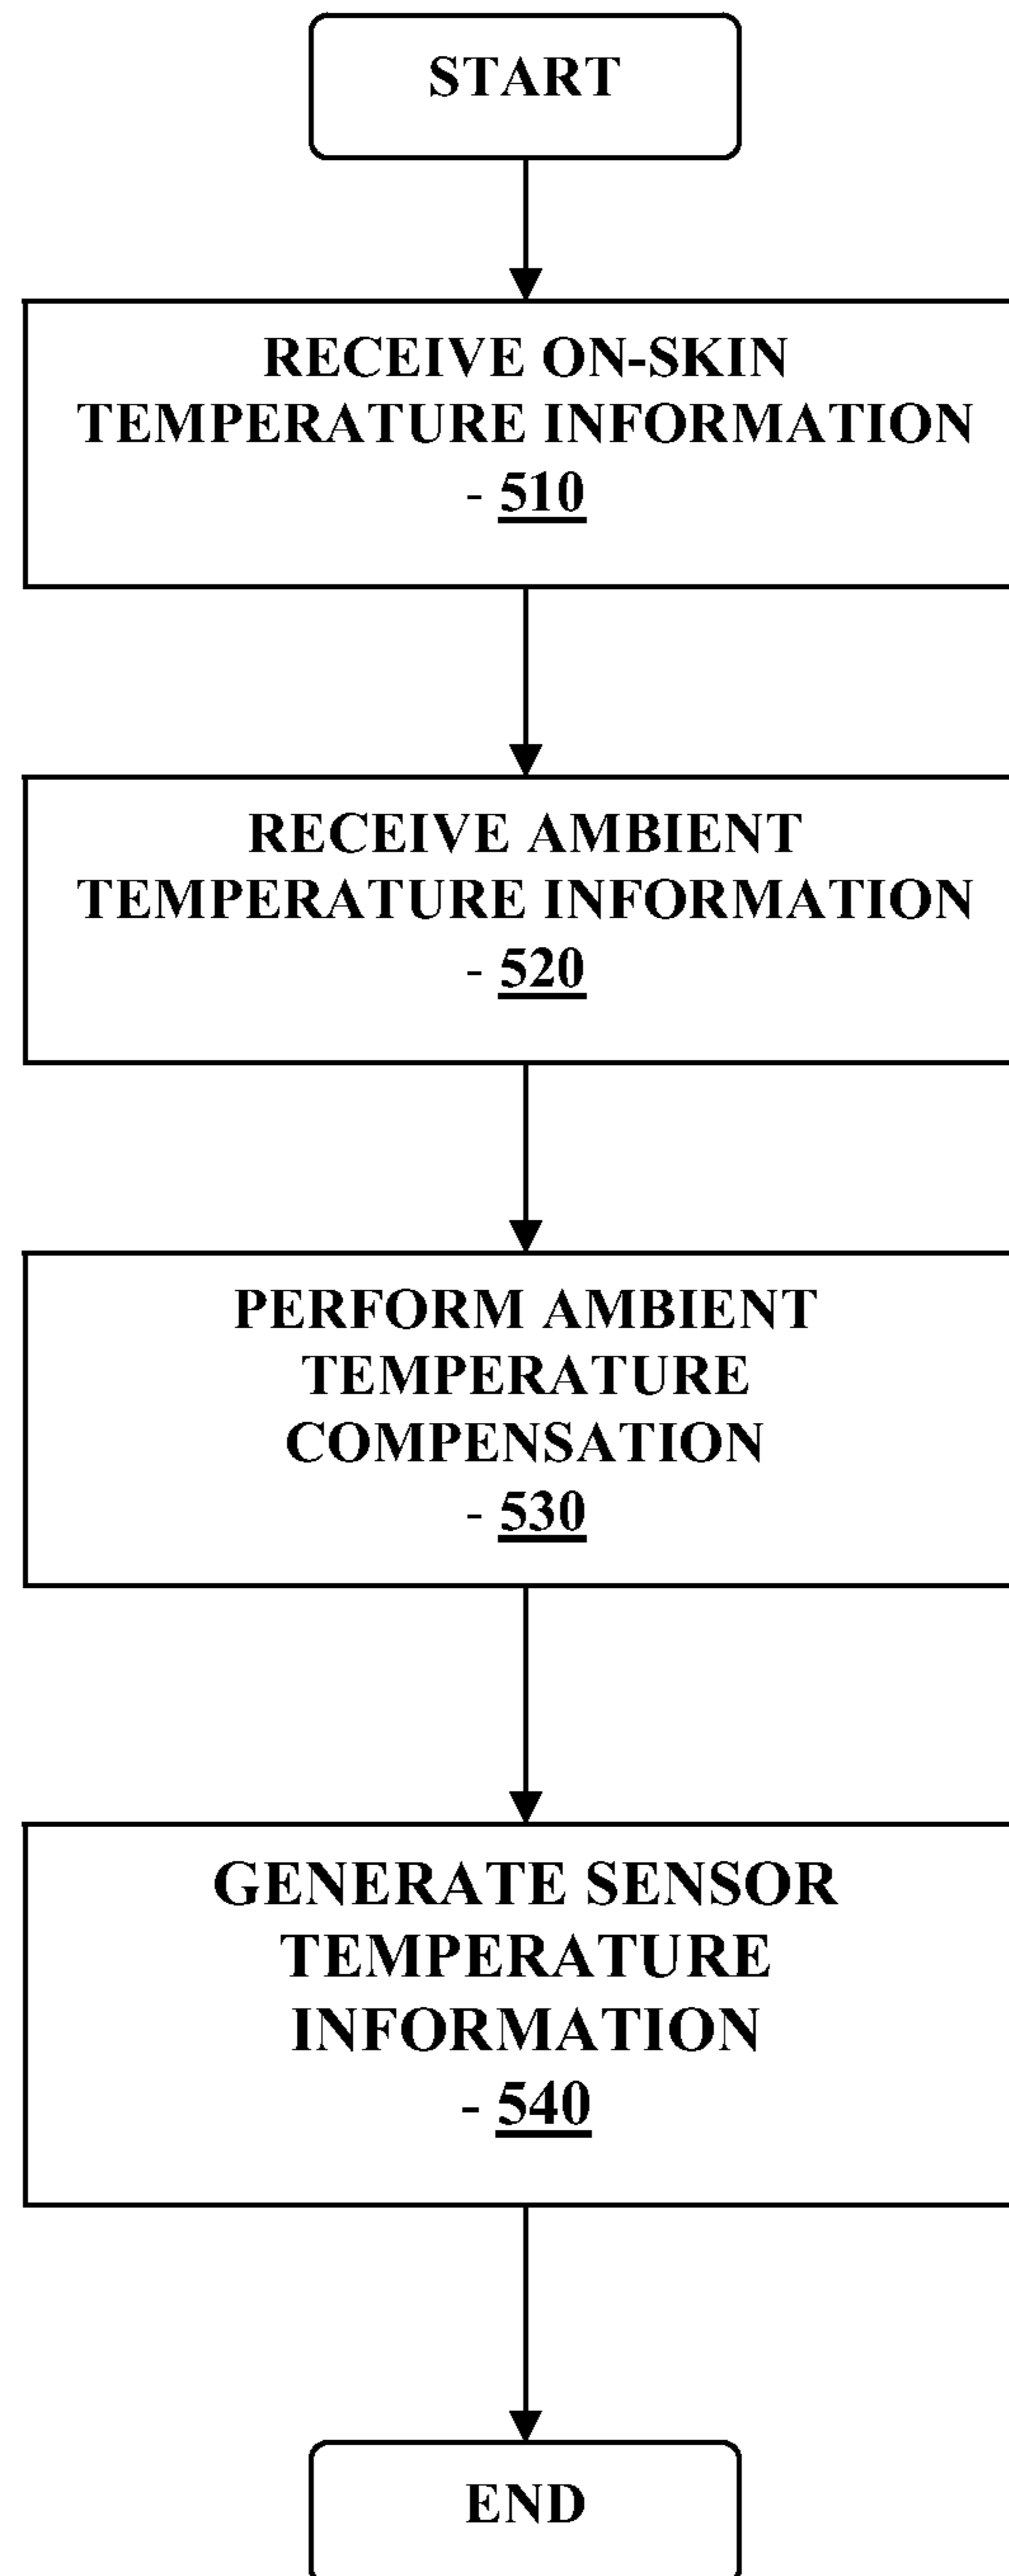 START
RECEIVE ON-SKIN
TEMPERATURE INFORMATION
- 510
RECEIVE AMBIENT
TEMPERATURE INFORMATION
- 520
PERFORM AMBIENT
TEMPERATURE
COMPENSATION
- 530
GENERATE SENSOR
TEMPERATURE
INFORMATION
- 540
END